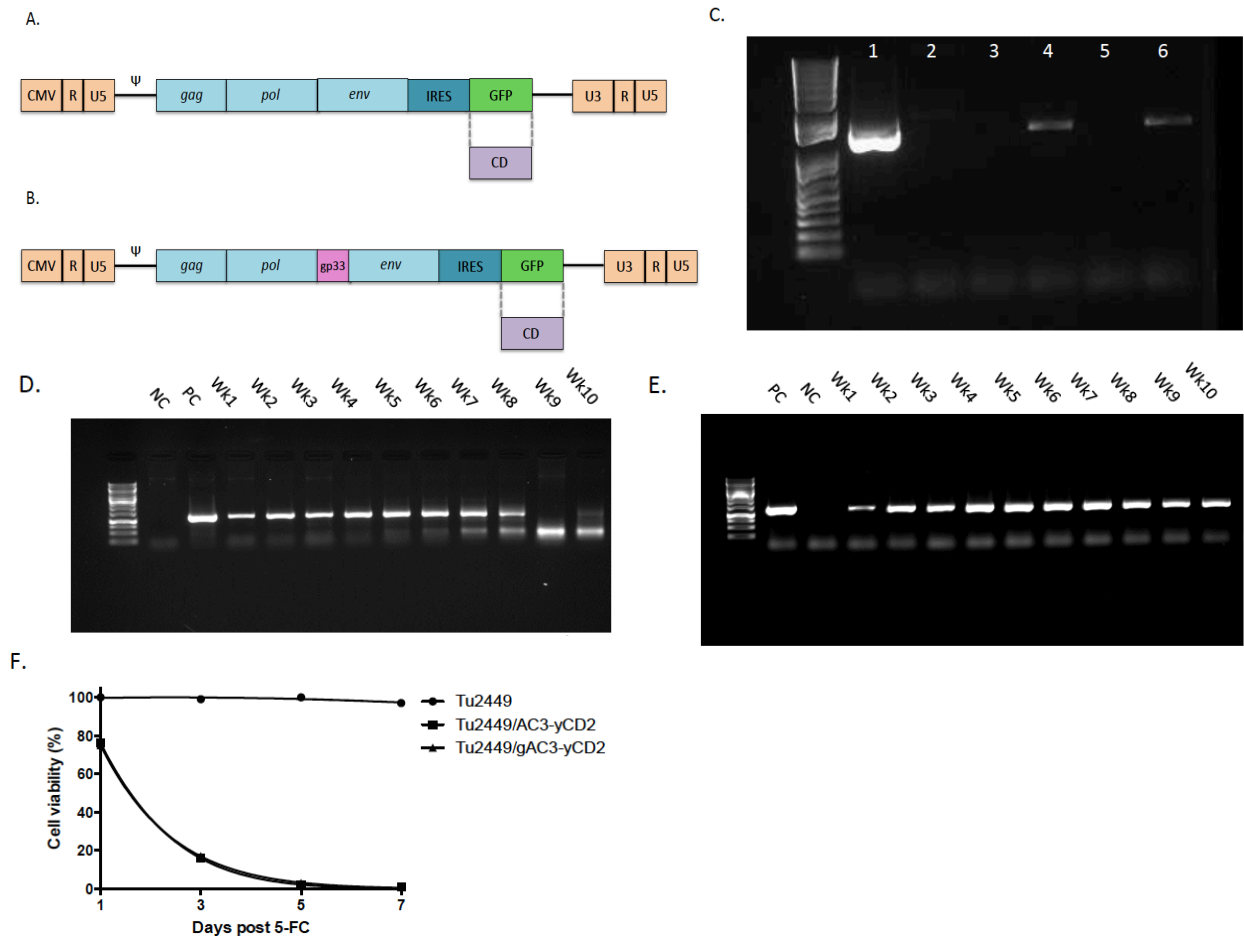 A.
CMV R U5 Ψ gag pol env IRES GFP U3 R U5
CD
B.
CMV R U5 Ψ gag pol gp33 env IRES GFP U3 R U5
CD
C.
1 2 3 4 5 6
D.
NC PC Wk1 Wk2 Wk3 Wk4 Wk5 Wk6 Wk7 Wk8 Wk9 Wk10
E.
PC NC Wk1 Wk2 Wk3 Wk4 Wk5 Wk6 Wk7 Wk8 Wk9 Wk10
F.
100
80
60
40
20
0
Cell viability (%)
1 3 5 7
Days post 5-FC
Tu2449
Tu2449/AC3-yCD2
Tu2449/gAC3-yCD2